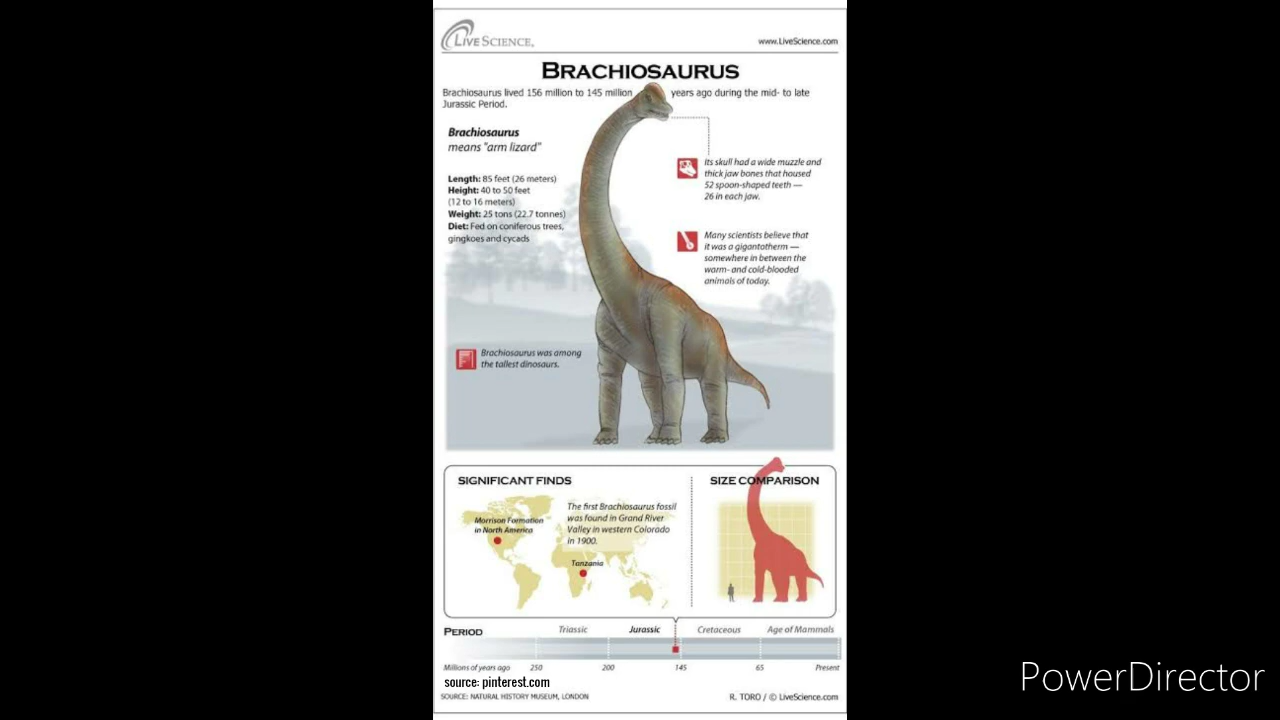 LIVESCIENCE.
www.LiveScience.com
BRACHIOSAURUS
Brachiosaurus lived 156 million to 145 million years ago during the mid- to late
Jurassic Period.
Brachiosaurus
means "arm lizard"
Length: 85 feet (26 meters)
Height: 40 to 50 feet
(12 to 16 meters)
Weight: 25 tons (22.7 tonnes)
Diet: Fed on coniferous trees,
gingkoes and cycads
Its skull had a wide muzzle and
thick jaw bones that housed
52 spoon-shaped teeth —
26 in each jaw.
Many scientists believe that
it was a gigantotherm —
somewhere in between the
warm- and cold-blooded
animals of today.
Brachiosaurus was among
the tallest dinosaurs.
SIGNIFICANT FINDS
Morrison Formation
in North America
The first Brachiosaurus fossil
was found in Grand River
Valley in western Colorado
in 1900.
Tanzania
SIZE COMPARISON
PERIOD
Triassic
Jurassic
Cretaceous
Age of Mammals
Millions of years ago
250
200
145
65
Present
source: pinterest.com
SOURCE: NATURAL HISTORY MUSEUM, LONDON
R. TORO / © LiveScience.com
PowerDirector